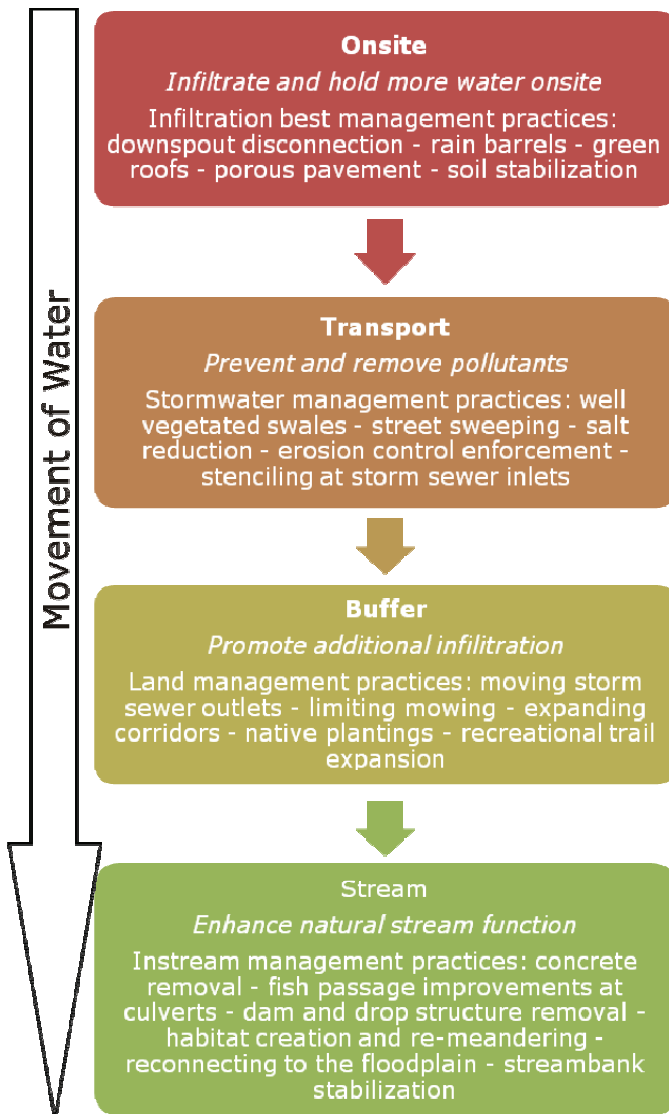 Movement of Water
Onsite
Infiltrate and hold more water onsite
Infiltration best management practices:
downspout disconnection - rain barrels - green
roofs - porous pavement - soil stabilization
Transport
Prevent and remove pollutants
Stormwater management practices: well
vegetated swales - street sweeping - salt
reduction - erosion control enforcement -
stenciling at storm sewer inlets
Buffer
Promote additional infilitration
Land management practices: moving storm
sewer outlets - limiting mowing - expanding
corridors - native plantings - recreational trail
expansion
Stream
Enhance natural stream function
Instream management practices: concrete
removal - fish passage improvements at
culverts - dam and drop structure removal -
habitat creation and re-meandering -
reconnecting to the floodplain - streambank
stabilization